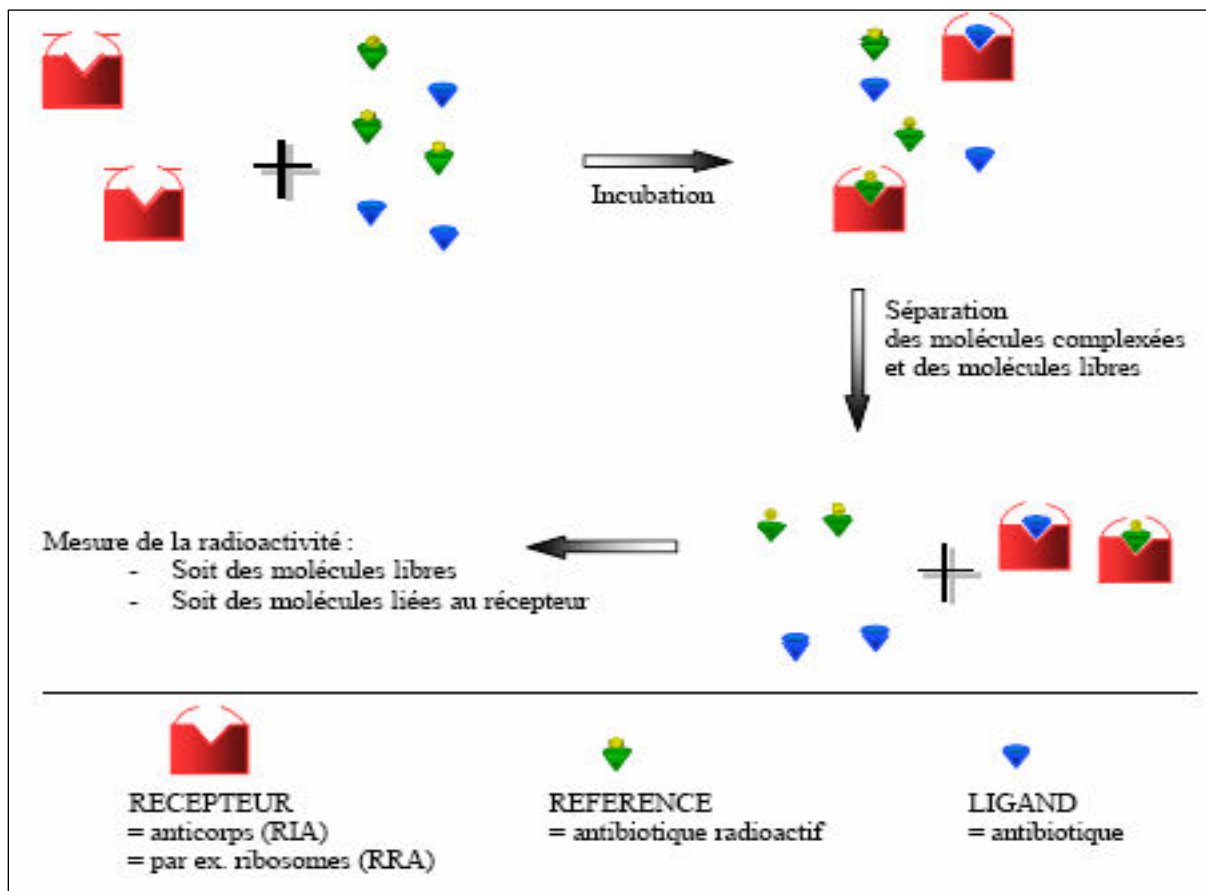 Incubation
Séparation
des molécules complexées
et des molécules libres
Mesure de la radioactivité :
- Soit des molécules libres
- Soit des molécules liées au récepteur
RECEPTEUR
= anticorps (RIA)
= par ex. ribosomes (RRA)
REFERENCE
= antibiotique radioactif
LIGAND
= antibiotique